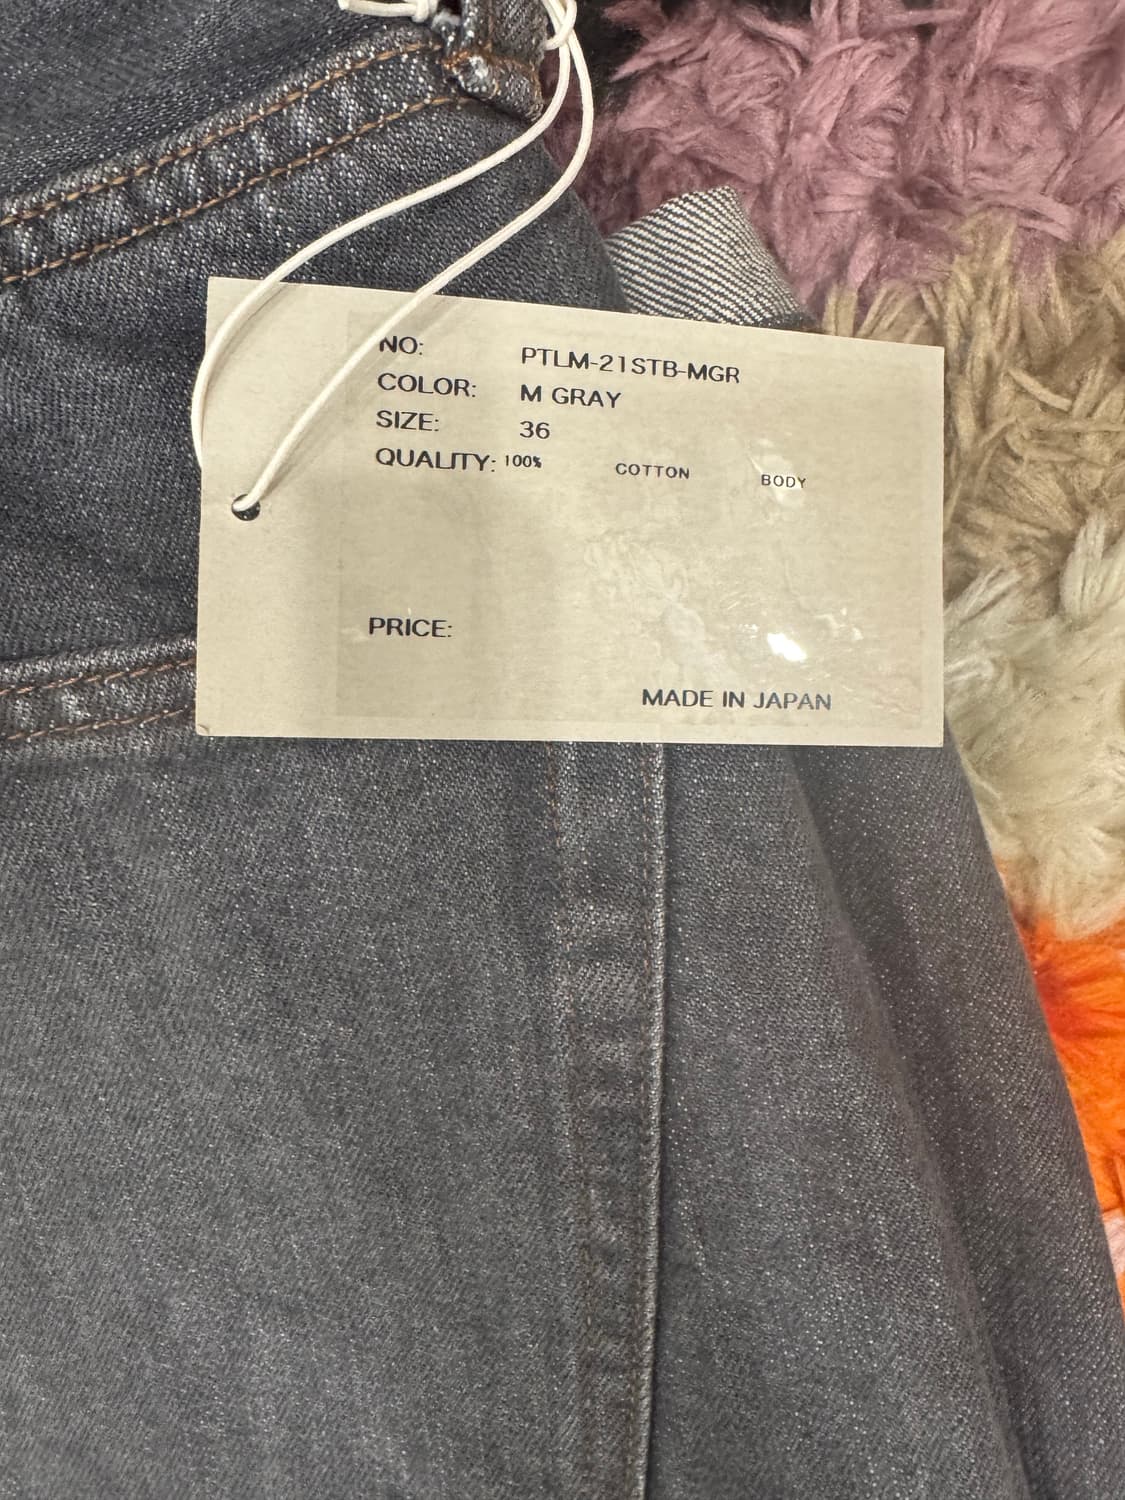 NO: PTLM-21STB-MGR
COLOR: M GRAY
SIZE: 36
QUALITY: 100% COTTON BODY
PRICE:
MADE IN JAPAN